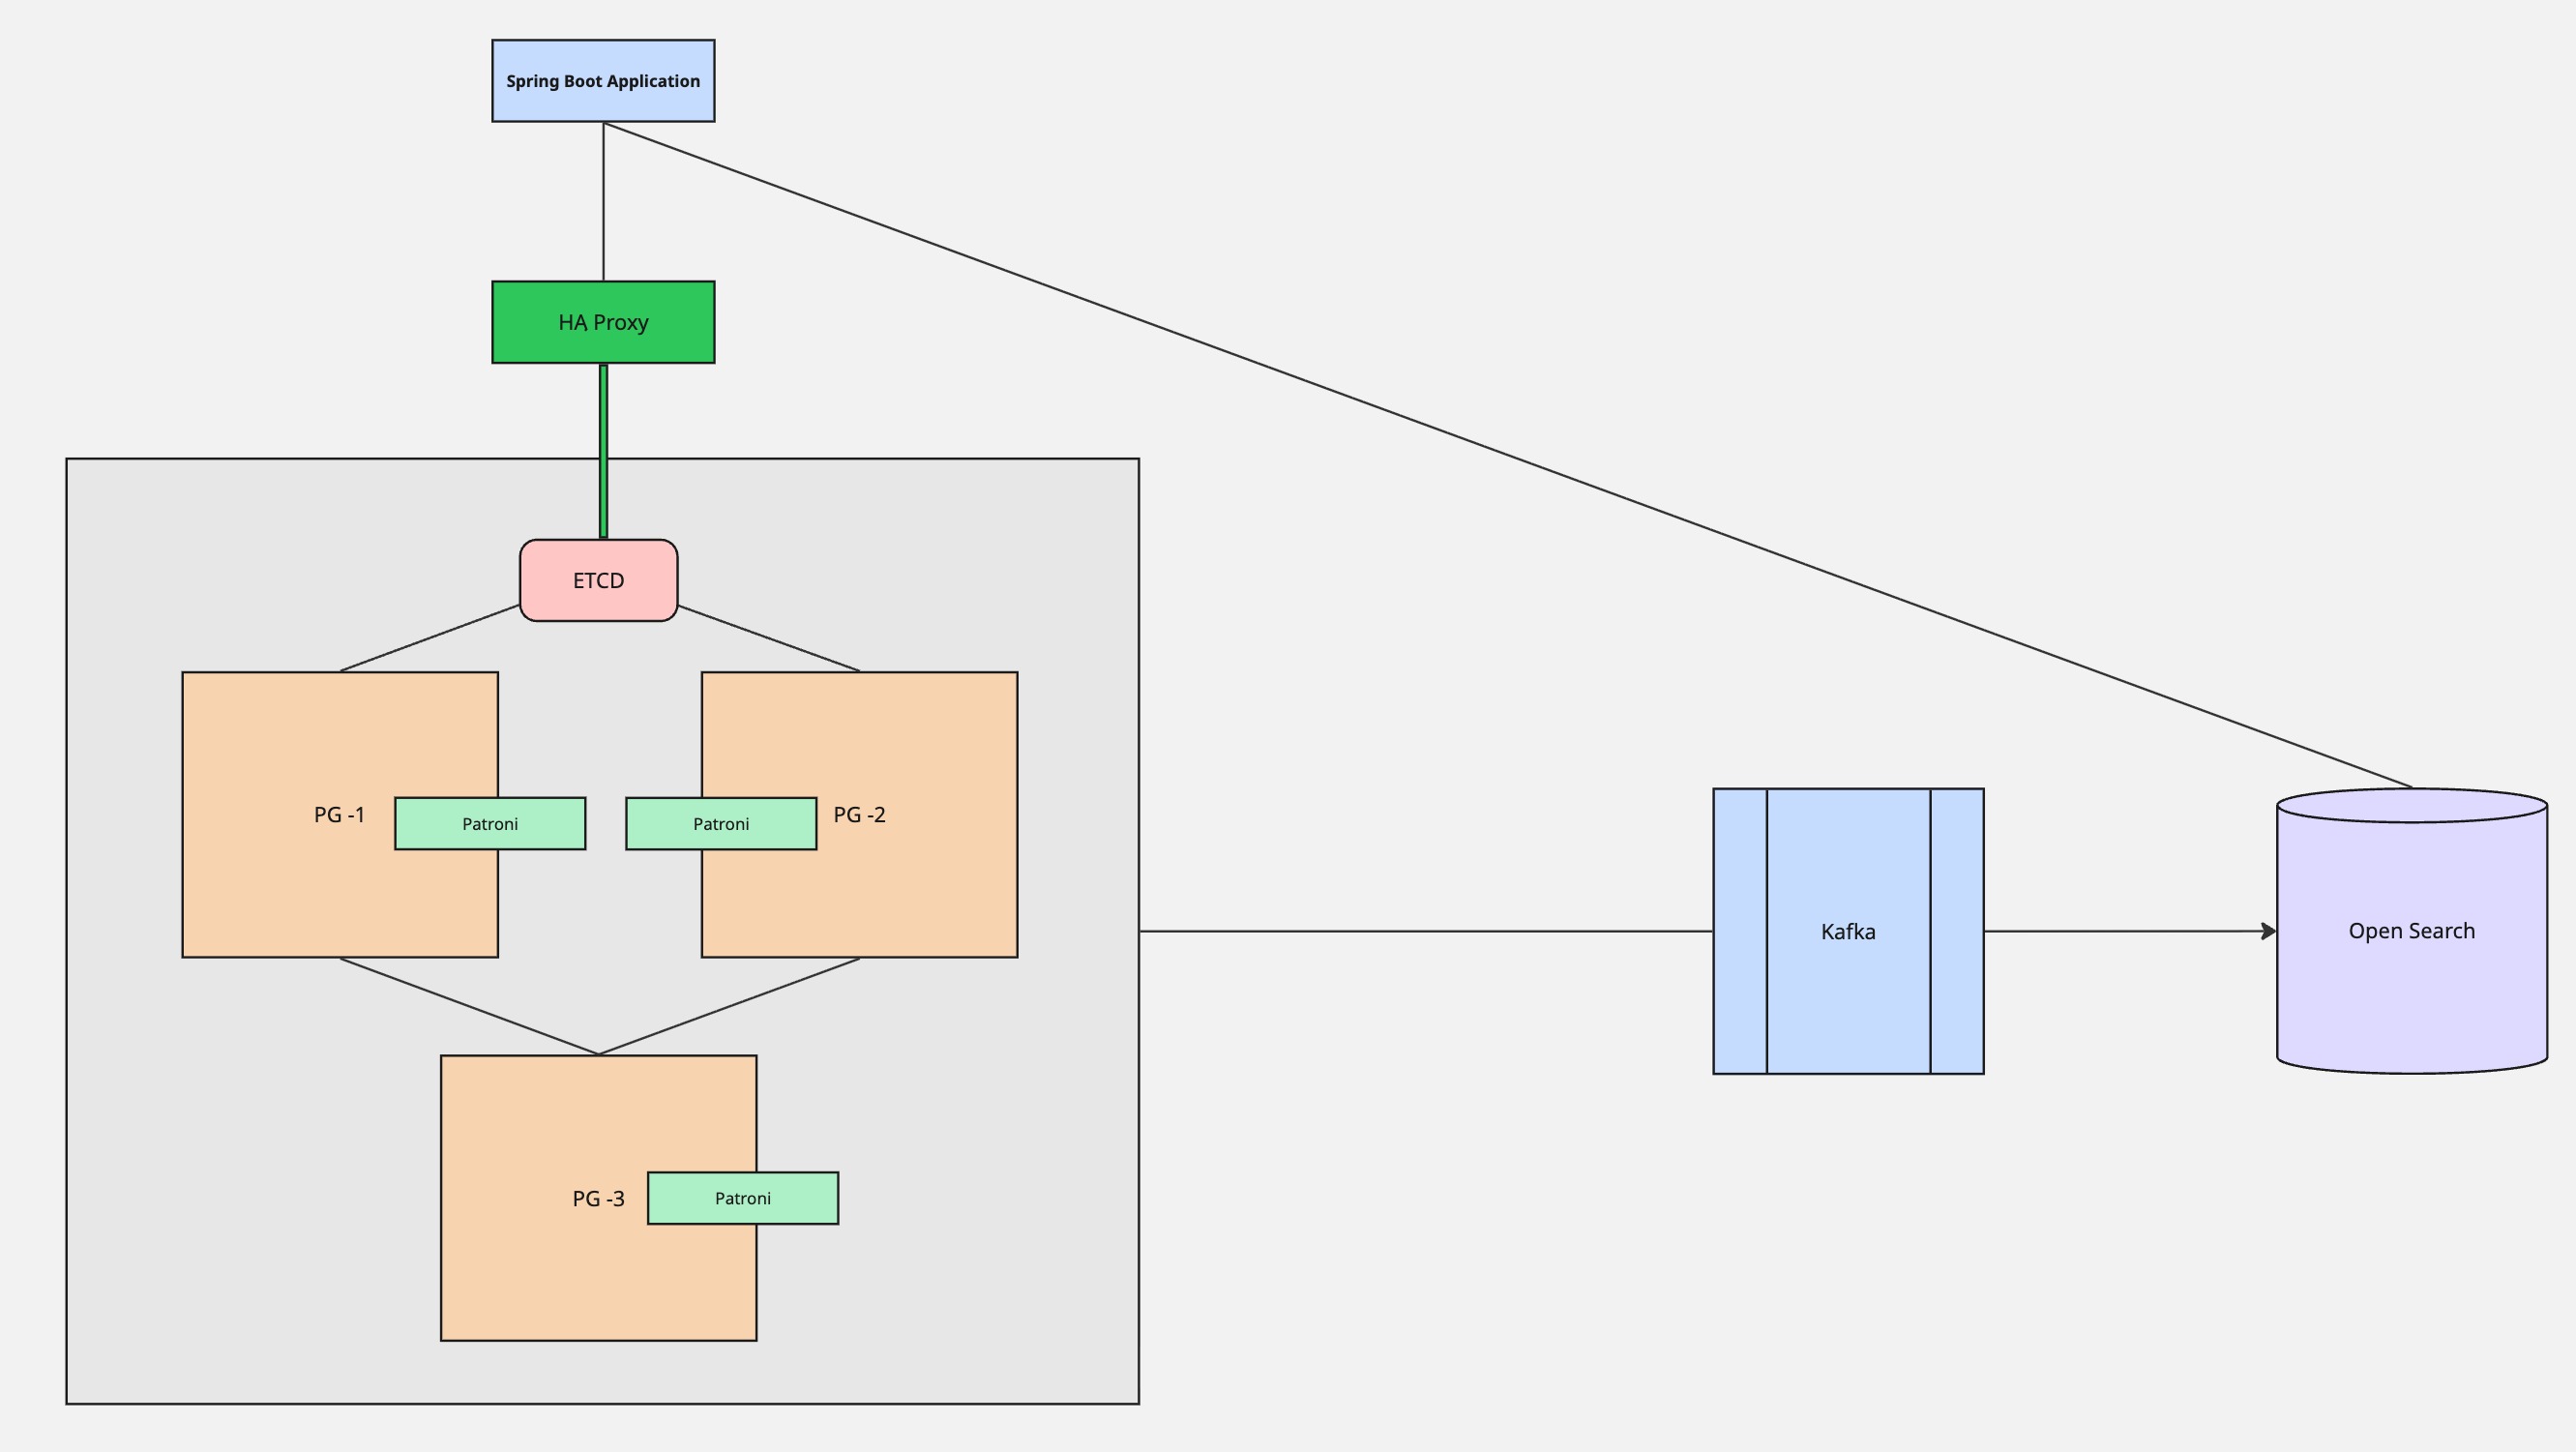 Spring Boot Application
HA Proxy
ETCD
PG -1
Patroni
Patroni
PG -2
Kafka
Open Search
PG -3
Patroni